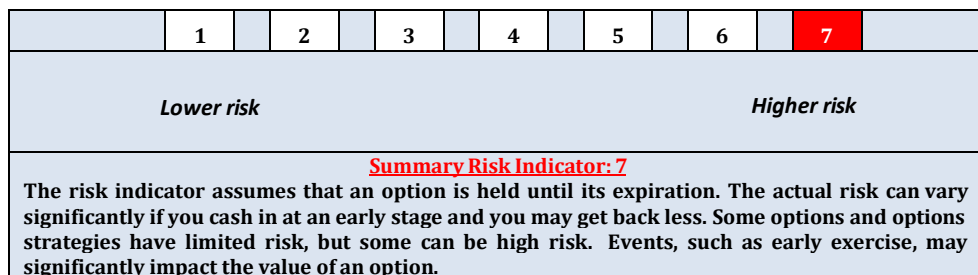 1 2 3 4 5 6 7
Lower risk Higher risk
Summary Risk Indicator: 7
The risk indicator assumes that an option is held until its expiration. The actual risk can vary
significantly if you cash in at an early stage and you may get back less. Some options and options
strategies have limited risk, but some can be high risk. Events, such as early exercise, may
significantly impact the value of an option.